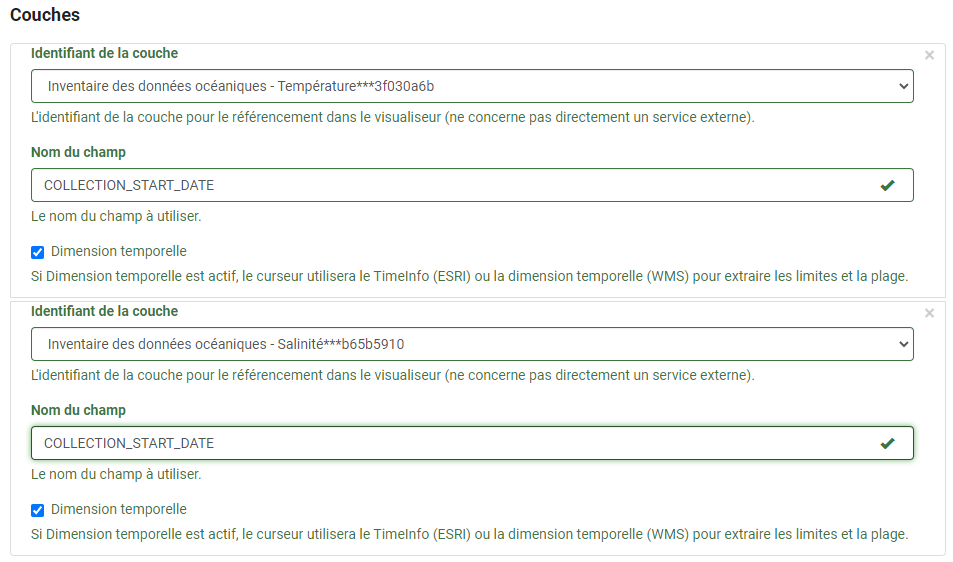 Couches
Identifiant de la couche
Inventaire des données océaniques - Température***3f030a6b
L'identifiant de la couche pour le référencement dans le visualiseur (ne concerne pas directement un service externe).
Nom du champ
COLLECTION_START_DATE
Le nom du champ à utiliser.
Dimension temporelle
Si Dimension temporelle est actif, le curseur utilisera le TimeInfo (ESRI) ou la dimension temporelle (WMS) pour extraire les limites et la plage.
Identifiant de la couche
Inventaire des données océaniques - Salinité***b65b5910
L'identifiant de la couche pour le référencement dans le visualiseur (ne concerne pas directement un service externe).
Nom du champ
COLLECTION_START_DATE
Le nom du champ à utiliser.
Dimension temporelle
Si Dimension temporelle est actif, le curseur utilisera le TimeInfo (ESRI) ou la dimension temporelle (WMS) pour extraire les limites et la plage.